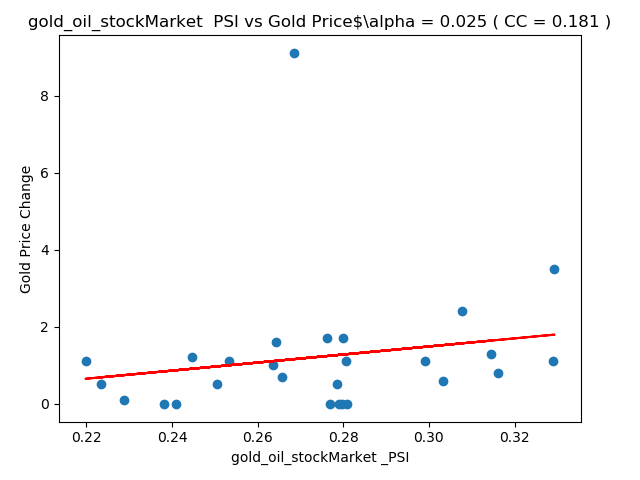 gold_oil_stockMarket  PSI vs Gold Price$\alpha = 0.025 ( CC = 0.181 )
Gold Price Change
8
6
4
2
0
0.22 0.24 0.26 0.28 0.30 0.32
gold_oil_stockMarket _PSI